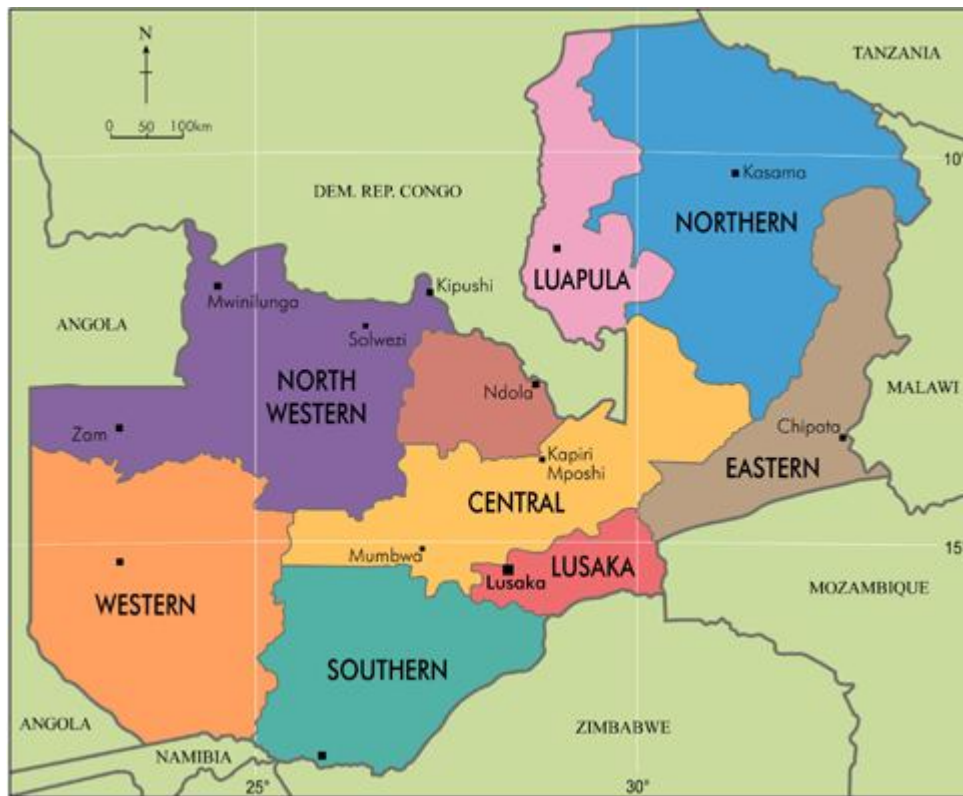 N
TANZANIA
0 50 100km
10°
Kasama
DEM. REP. CONGO
NORTHERN
LUAPULA
Kipushi
Mwinilunga
ANGOLA
Solwezi
NORTH
WESTERN
Ndola
MALAWI
Zam
Chipata
Kapiri
Mposhi
EASTERN
CENTRAL
15°
Mumbwa
LUSAKA
Lusaka
MOZAMBIQUE
WESTERN
SOUTHERN
ANGOLA
ZIMBABWE
NAMIBIA
25°
30°